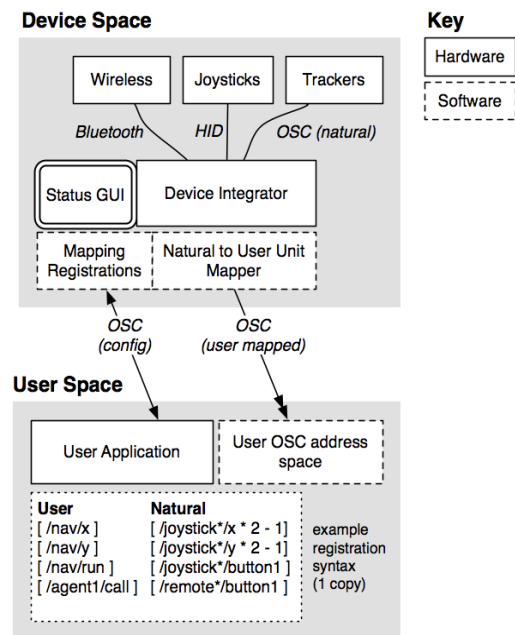 Device Space
Key
Hardware
Software
Wireless
Joysticks
Trackers
Bluetooth
HID
OSC (natural)
Status GUI
Device Integrator
Mapping
Registrations
Natural to User Unit
Mapper
OSC
(config)
OSC
(user mapped)
User Space
User Application
User OSC address
space
User Natural
[ /nav/x ] [ /joystick*/x * 2 - 1]
[ /nav/y ] [ /joystick*/y * 2 - 1]
[ /nav/run ] [ /joystick*/button1 ]
[ /agent1/call ] [ /remote*/button1 ]
example
registration
syntax
(1 copy)